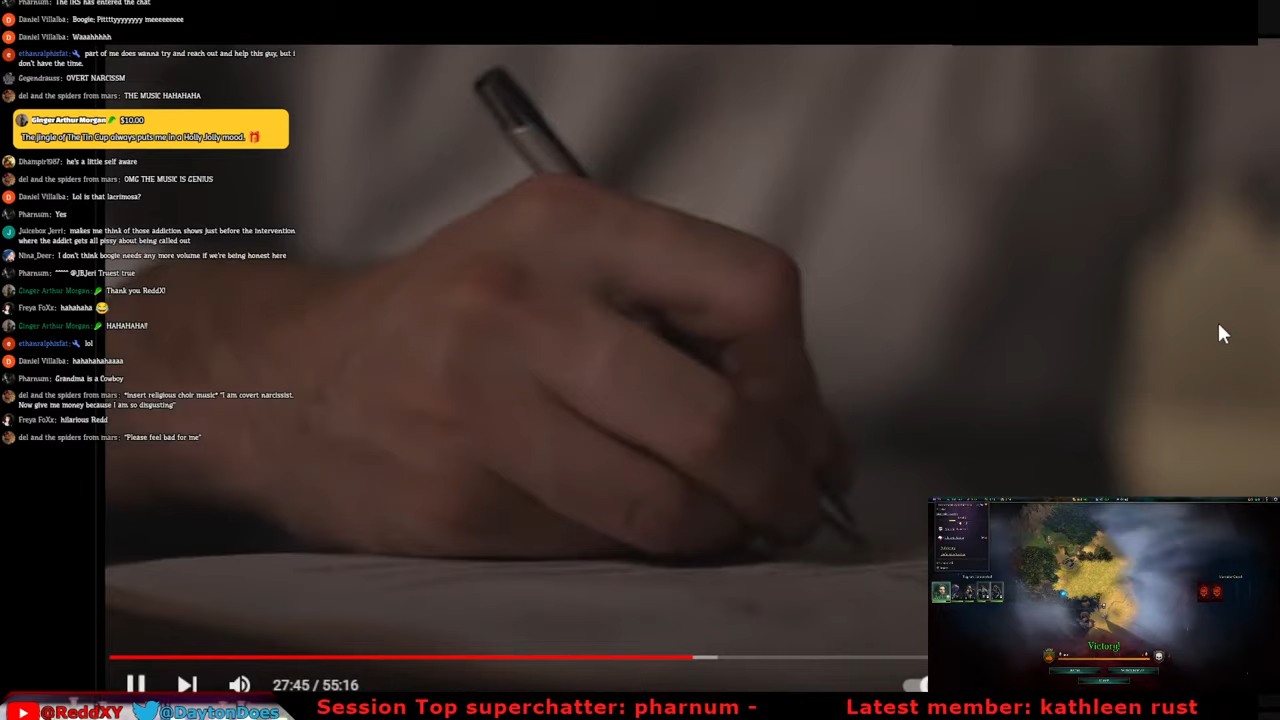 Pharnum: The IRS has entered the chat
Daniel Villalba: Boogie; Pittttyyyyyyy meeeeeeeee
Daniel Villalba: Waaahhhhh
ethanralphisfat: part of me does wanna try and reach out and help this guy, but i
don't have the time.
Gegendrauss: OVERT NARCISSM
del and the spiders from mars: THE MUSIC HAHAHAHA
Ginger Arthur Morgan $10.00
The jingle of The Tin Cup always puts me in a Holly Jolly mood.
Dhampir1987: he's a little self aware
del and the spiders from mars: OMG THE MUSIC IS GENIUS
Daniel Villalba: Lol is that lacrimosa?
Pharnum: Yes
Juicebox Jerri: makes me think of those addiction shows just before the intervention
where the addict gets all pissy about being called out
Nina_Deer: I don't think boogie needs any more volume if we're being honest here
Pharnum: ^^^^^ @JBJeri Truest true
Ginger Arthur Morgan: Thank you ReddX!
Freya FoXx: hahahaha
Ginger Arthur Morgan: HAHAHAHA!!
ethanralphisfat: lol
Daniel Villalba: hahahahahaaaa
Pharnum: Grandma is a Cowboy
del and the spiders from mars: *insert religious choir music* "I am covert narcissist.
Now give me money because I am so disgusting"
Freya FoXx: hilarious Redd
del and the spiders from mars: "Please feel bad for me"
Victory!
27:45 / 55:16
@ReddXY @DaytonDoes Session Top superchatter: pharnum - Latest member: kathleen rust